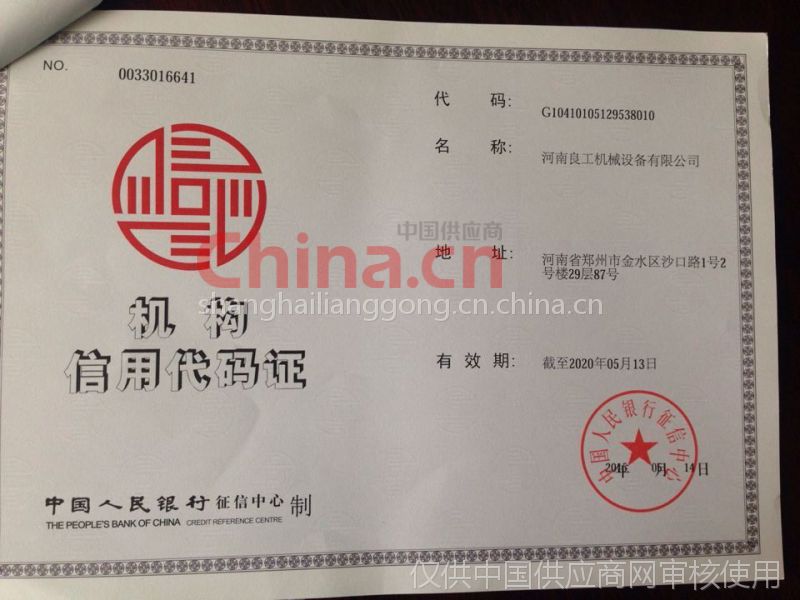 NO. 0033016641
代 码: G10410105129538010
名 称: 河南良工机械设备有限公司
中国供应商
China.cn
地 址: 河南省郑州市金水区沙口路1号2
号楼29层87号
shanghailianggong.cn.china.cn
机构
信用代码证
有 效 期: 截至2020年05月13日
中国人民银行征信中心
年 05月 14日
中国人民银行征信中心 制
THE PEOPLE'S BANK OF CHINA CREDIT REFERENCE CENTRE
仅供中国供应商网审核使用